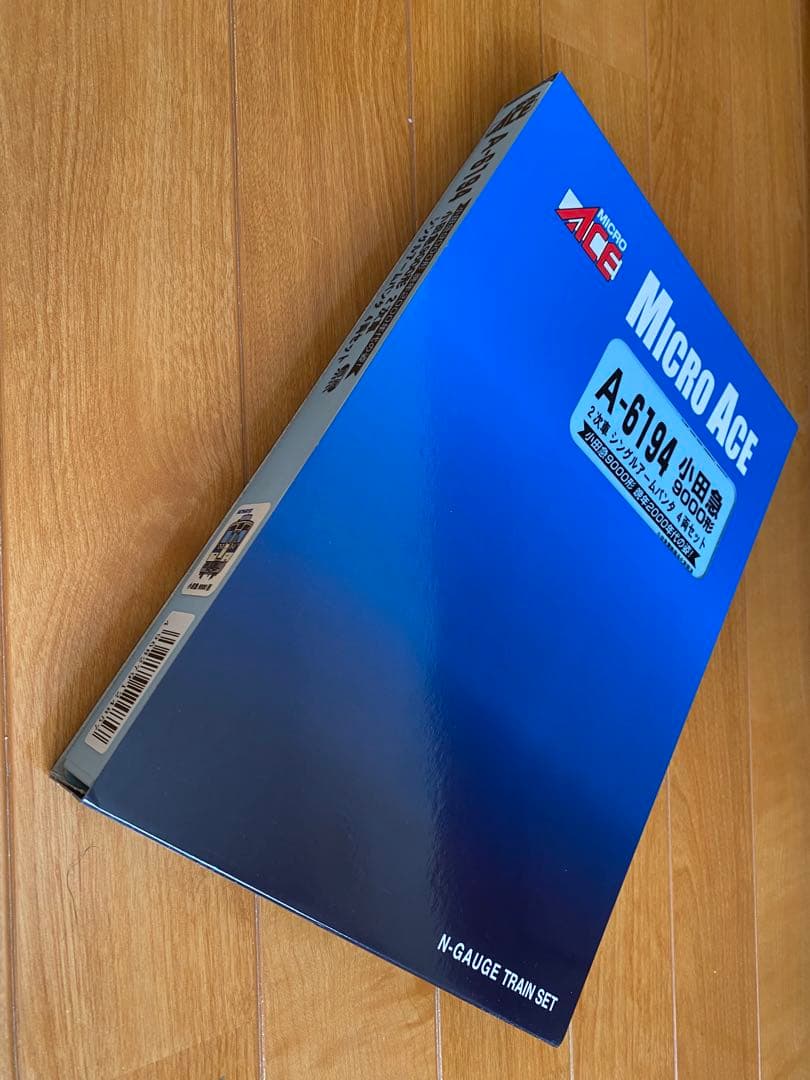 MICRO
ACE
MICRO ACE
A-6194 小田急
9000形
2次車 シングルアームパンタ 4両セット
小田急9000形 晩年2000年代の姿!
N-GAUGE TRAIN SET
A-6194